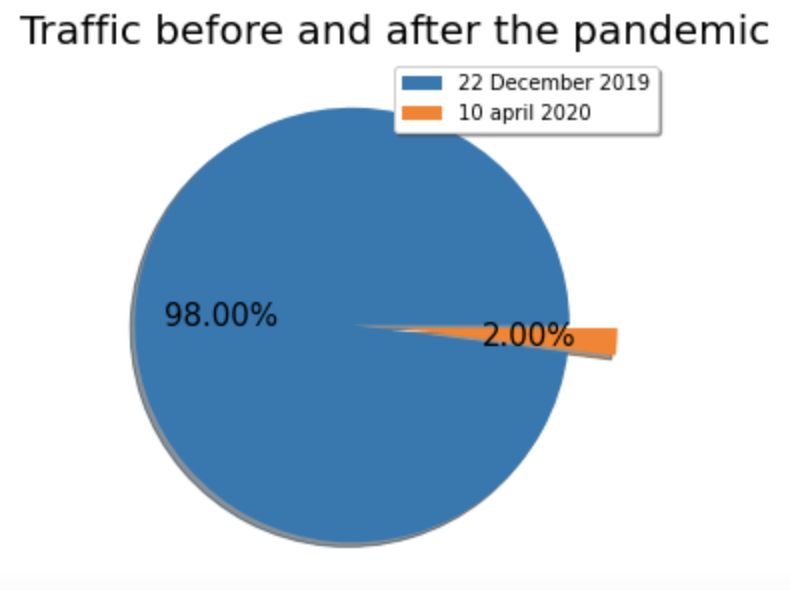 Traffic before and after the pandemic
22 December 2019
10 april 2020
98.00%
2.00%